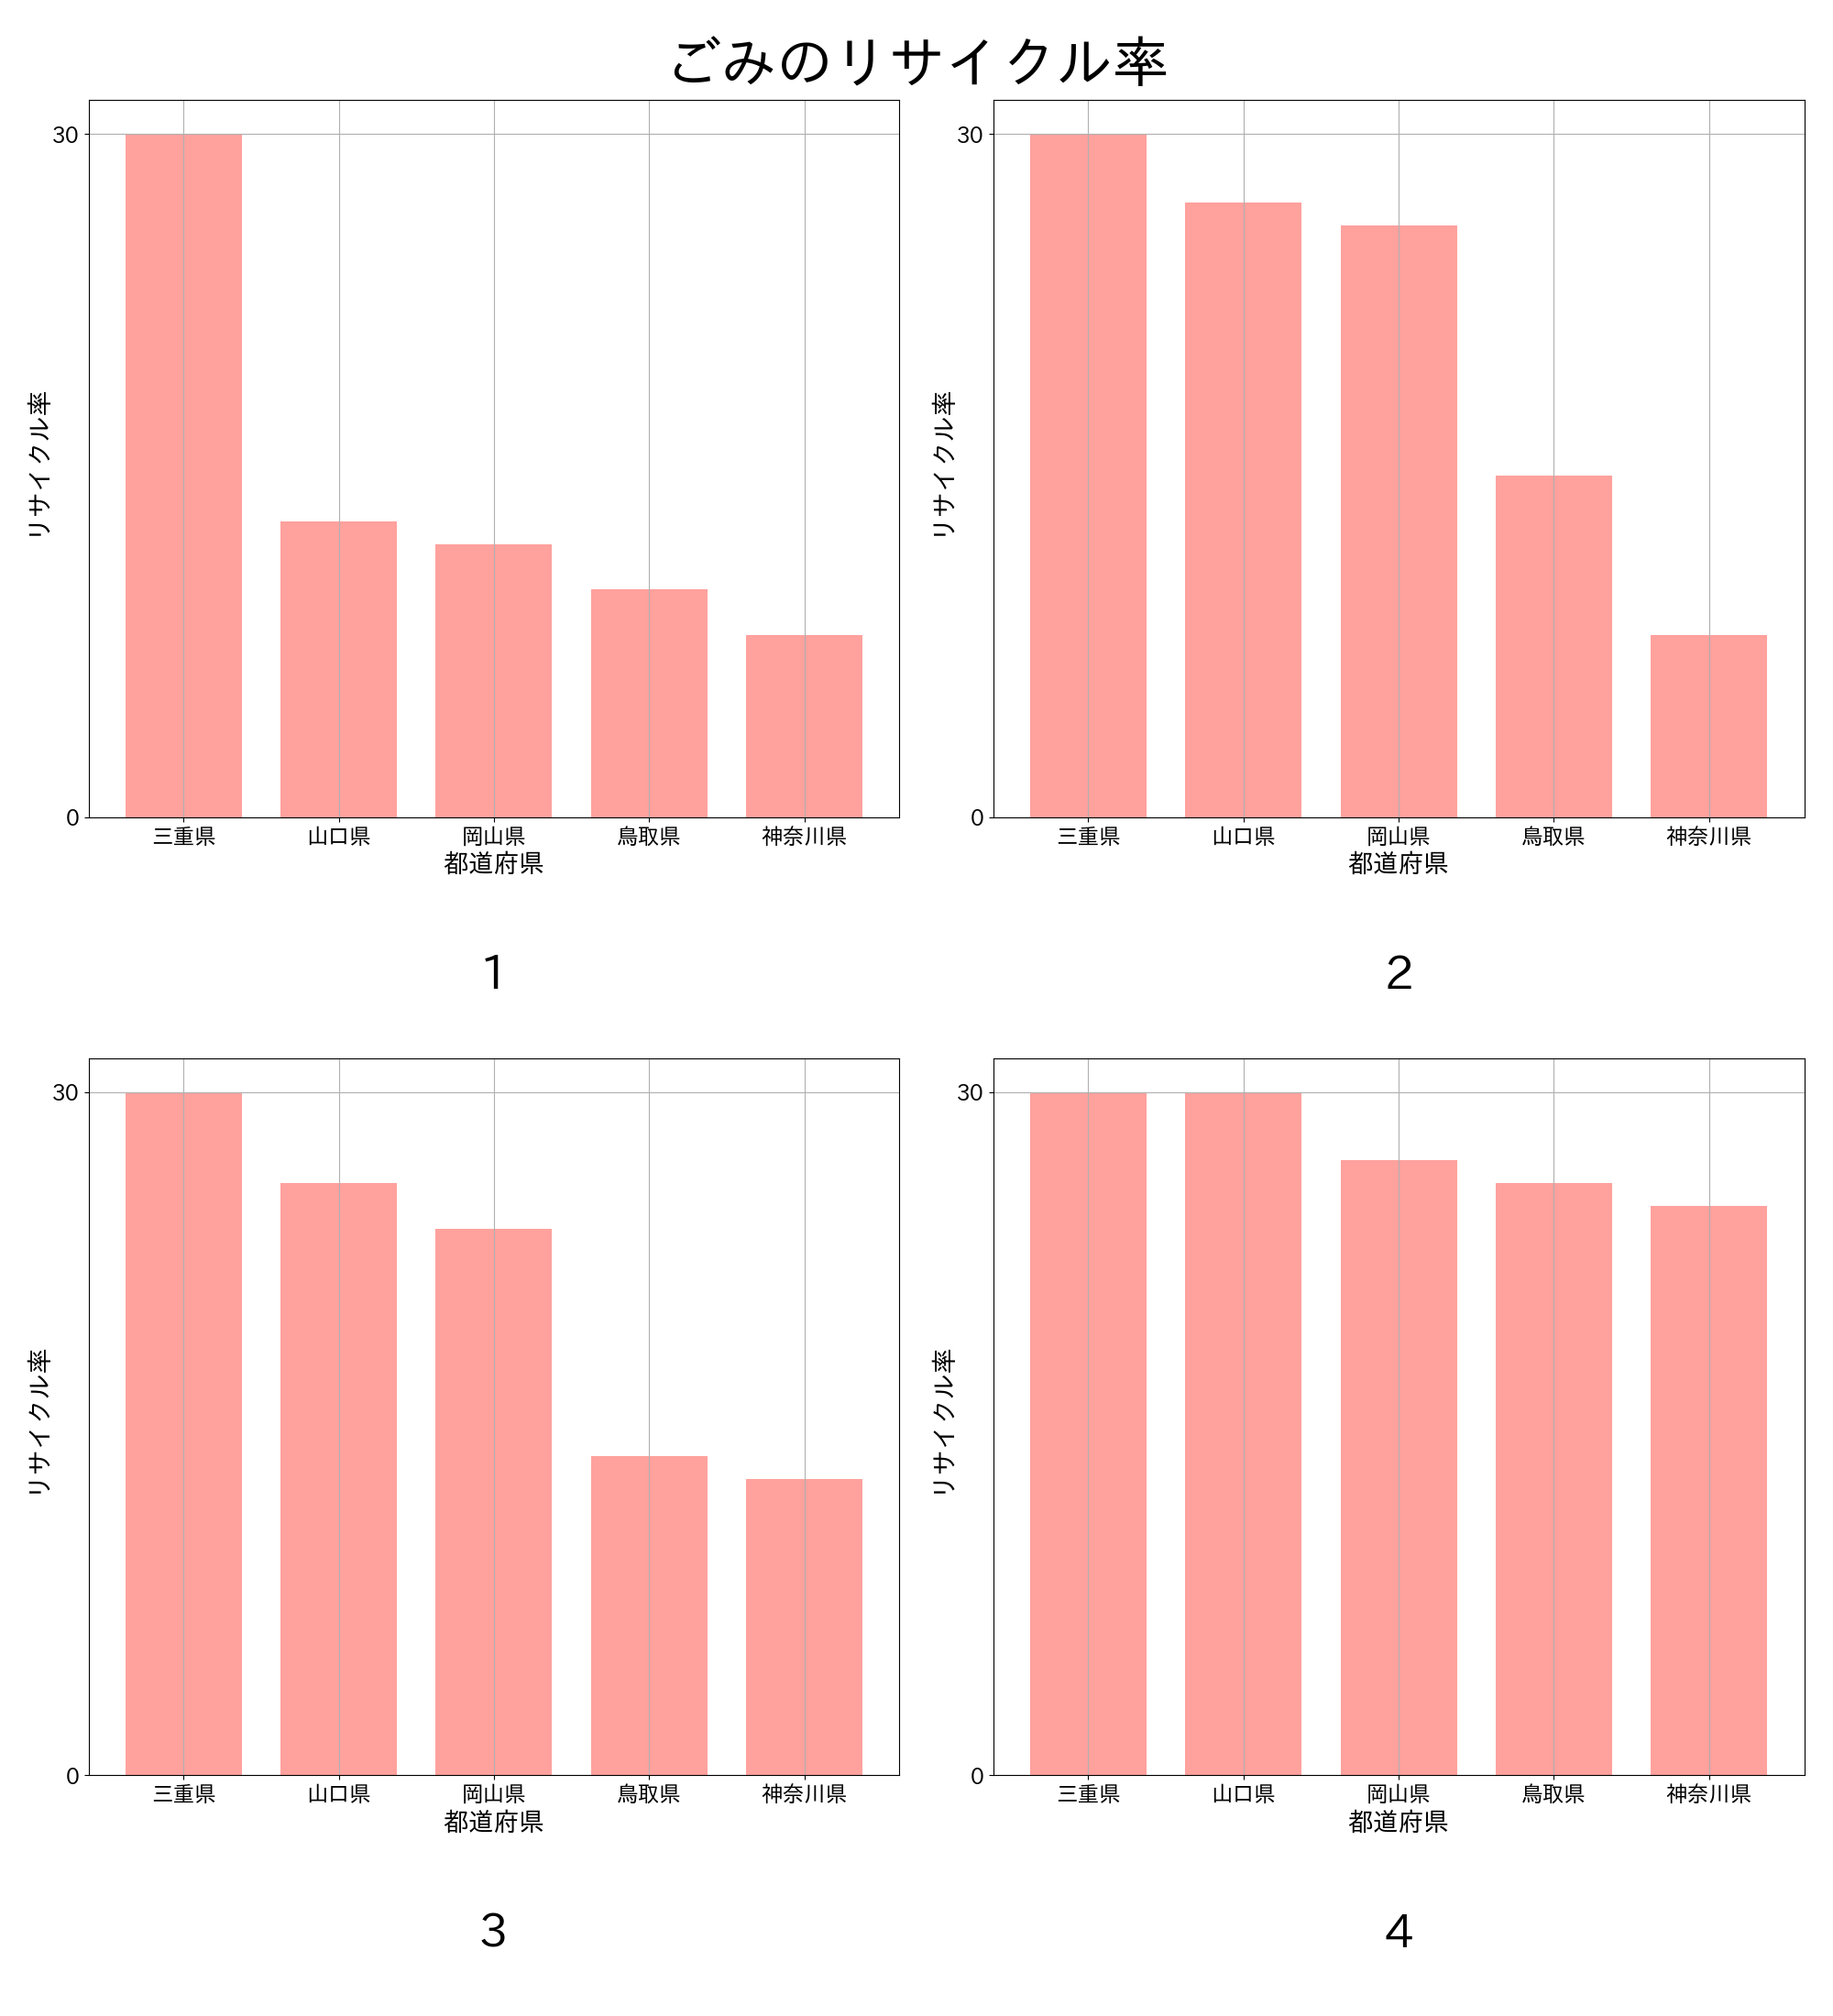 ごみのリサイクル率
30
0
リサイクル率
三重県 山口県 岡山県 鳥取県 神奈川県
都道府県
1
30
0
リサイクル率
三重県 山口県 岡山県 鳥取県 神奈川県
都道府県
2
30
0
リサイクル率
三重県 山口県 岡山県 鳥取県 神奈川県
都道府県
3
30
0
リサイクル率
三重県 山口県 岡山県 鳥取県 神奈川県
都道府県
4